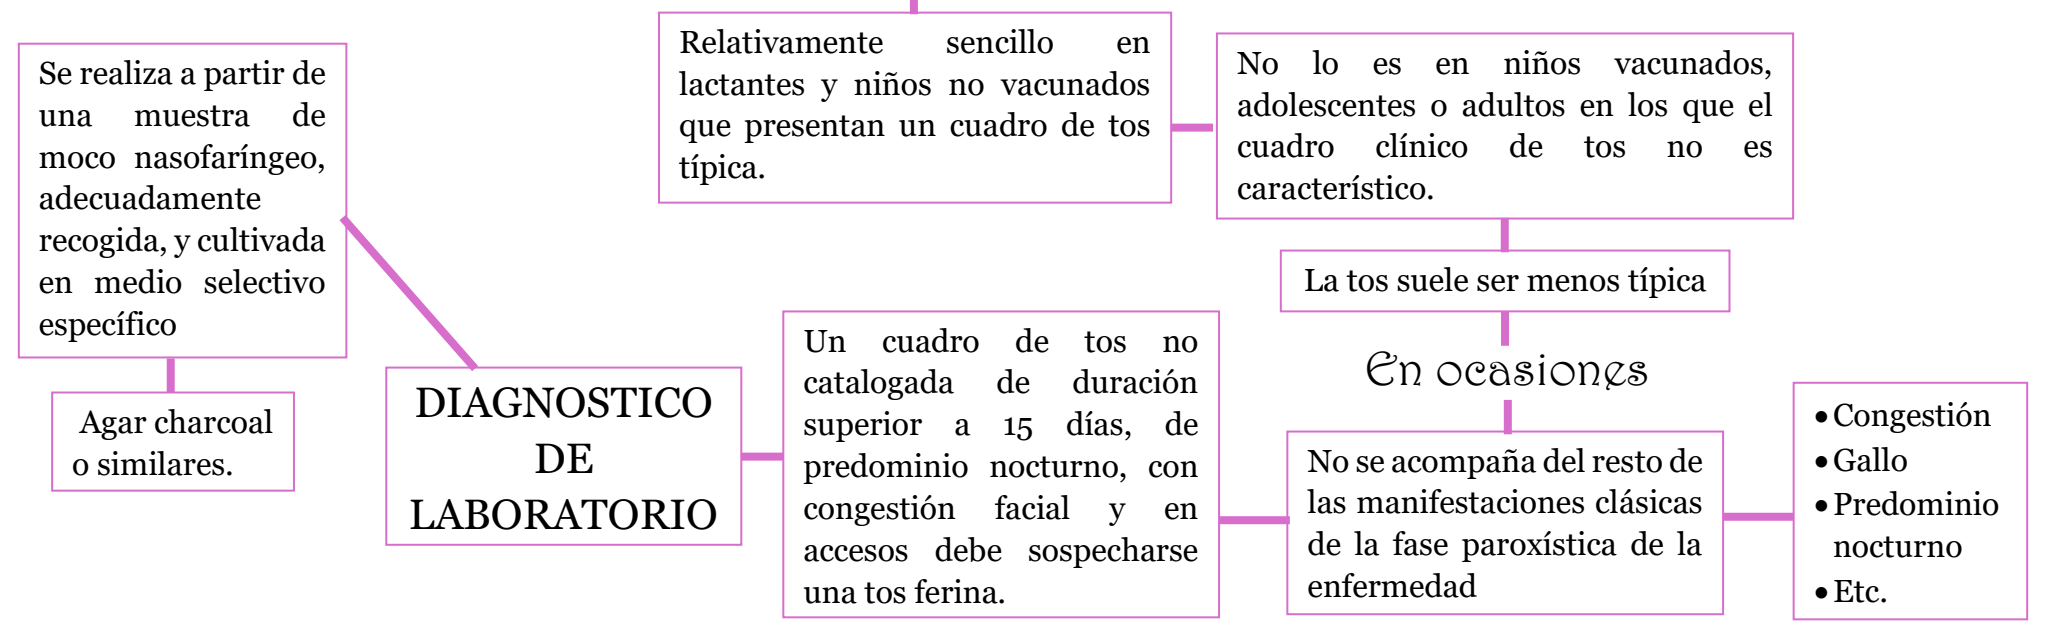 Relativamente sencillo en
lactantes y niños no vacunados
que presentan un cuadro de tos
típica.
No lo es en niños vacunados,
adolescentes o adultos en los que el
cuadro clínico de tos no es
característico.
La tos suele ser menos típica
En ocasiones
No se acompaña del resto de
las manifestaciones clásicas
de la fase paroxística de la
enfermedad
• Congestión
• Gallo
• Predominio
nocturno
• Etc.
Un cuadro de tos no
catalogada de duración
superior a 15 días, de
predominio nocturno, con
congestión facial y en
accesos debe sospecharse
una tos ferina.
DIAGNOSTICO
DE
LABORATORIO
Se realiza a partir de
una muestra de
moco nasofaríngeo,
adecuadamente
recogida, y cultivada
en medio selectivo
específico
Agar charcoal
o similares.